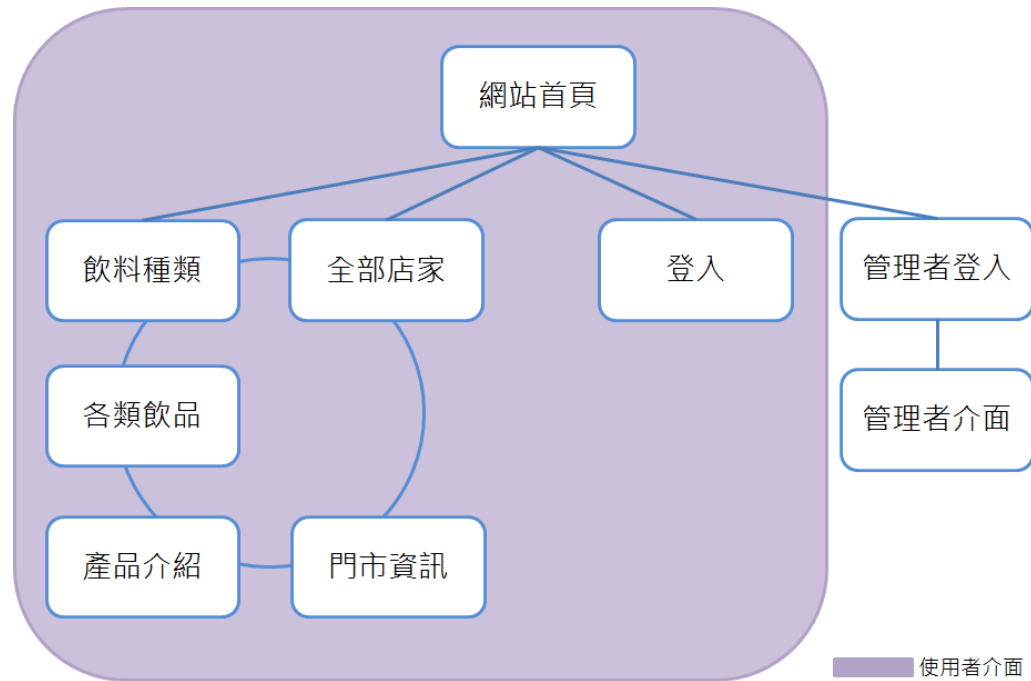 網站首頁
飲料種類
全部店家
登入
管理者登入
各類飲品
管理者介面
產品介紹
門市資訊
使用者介面